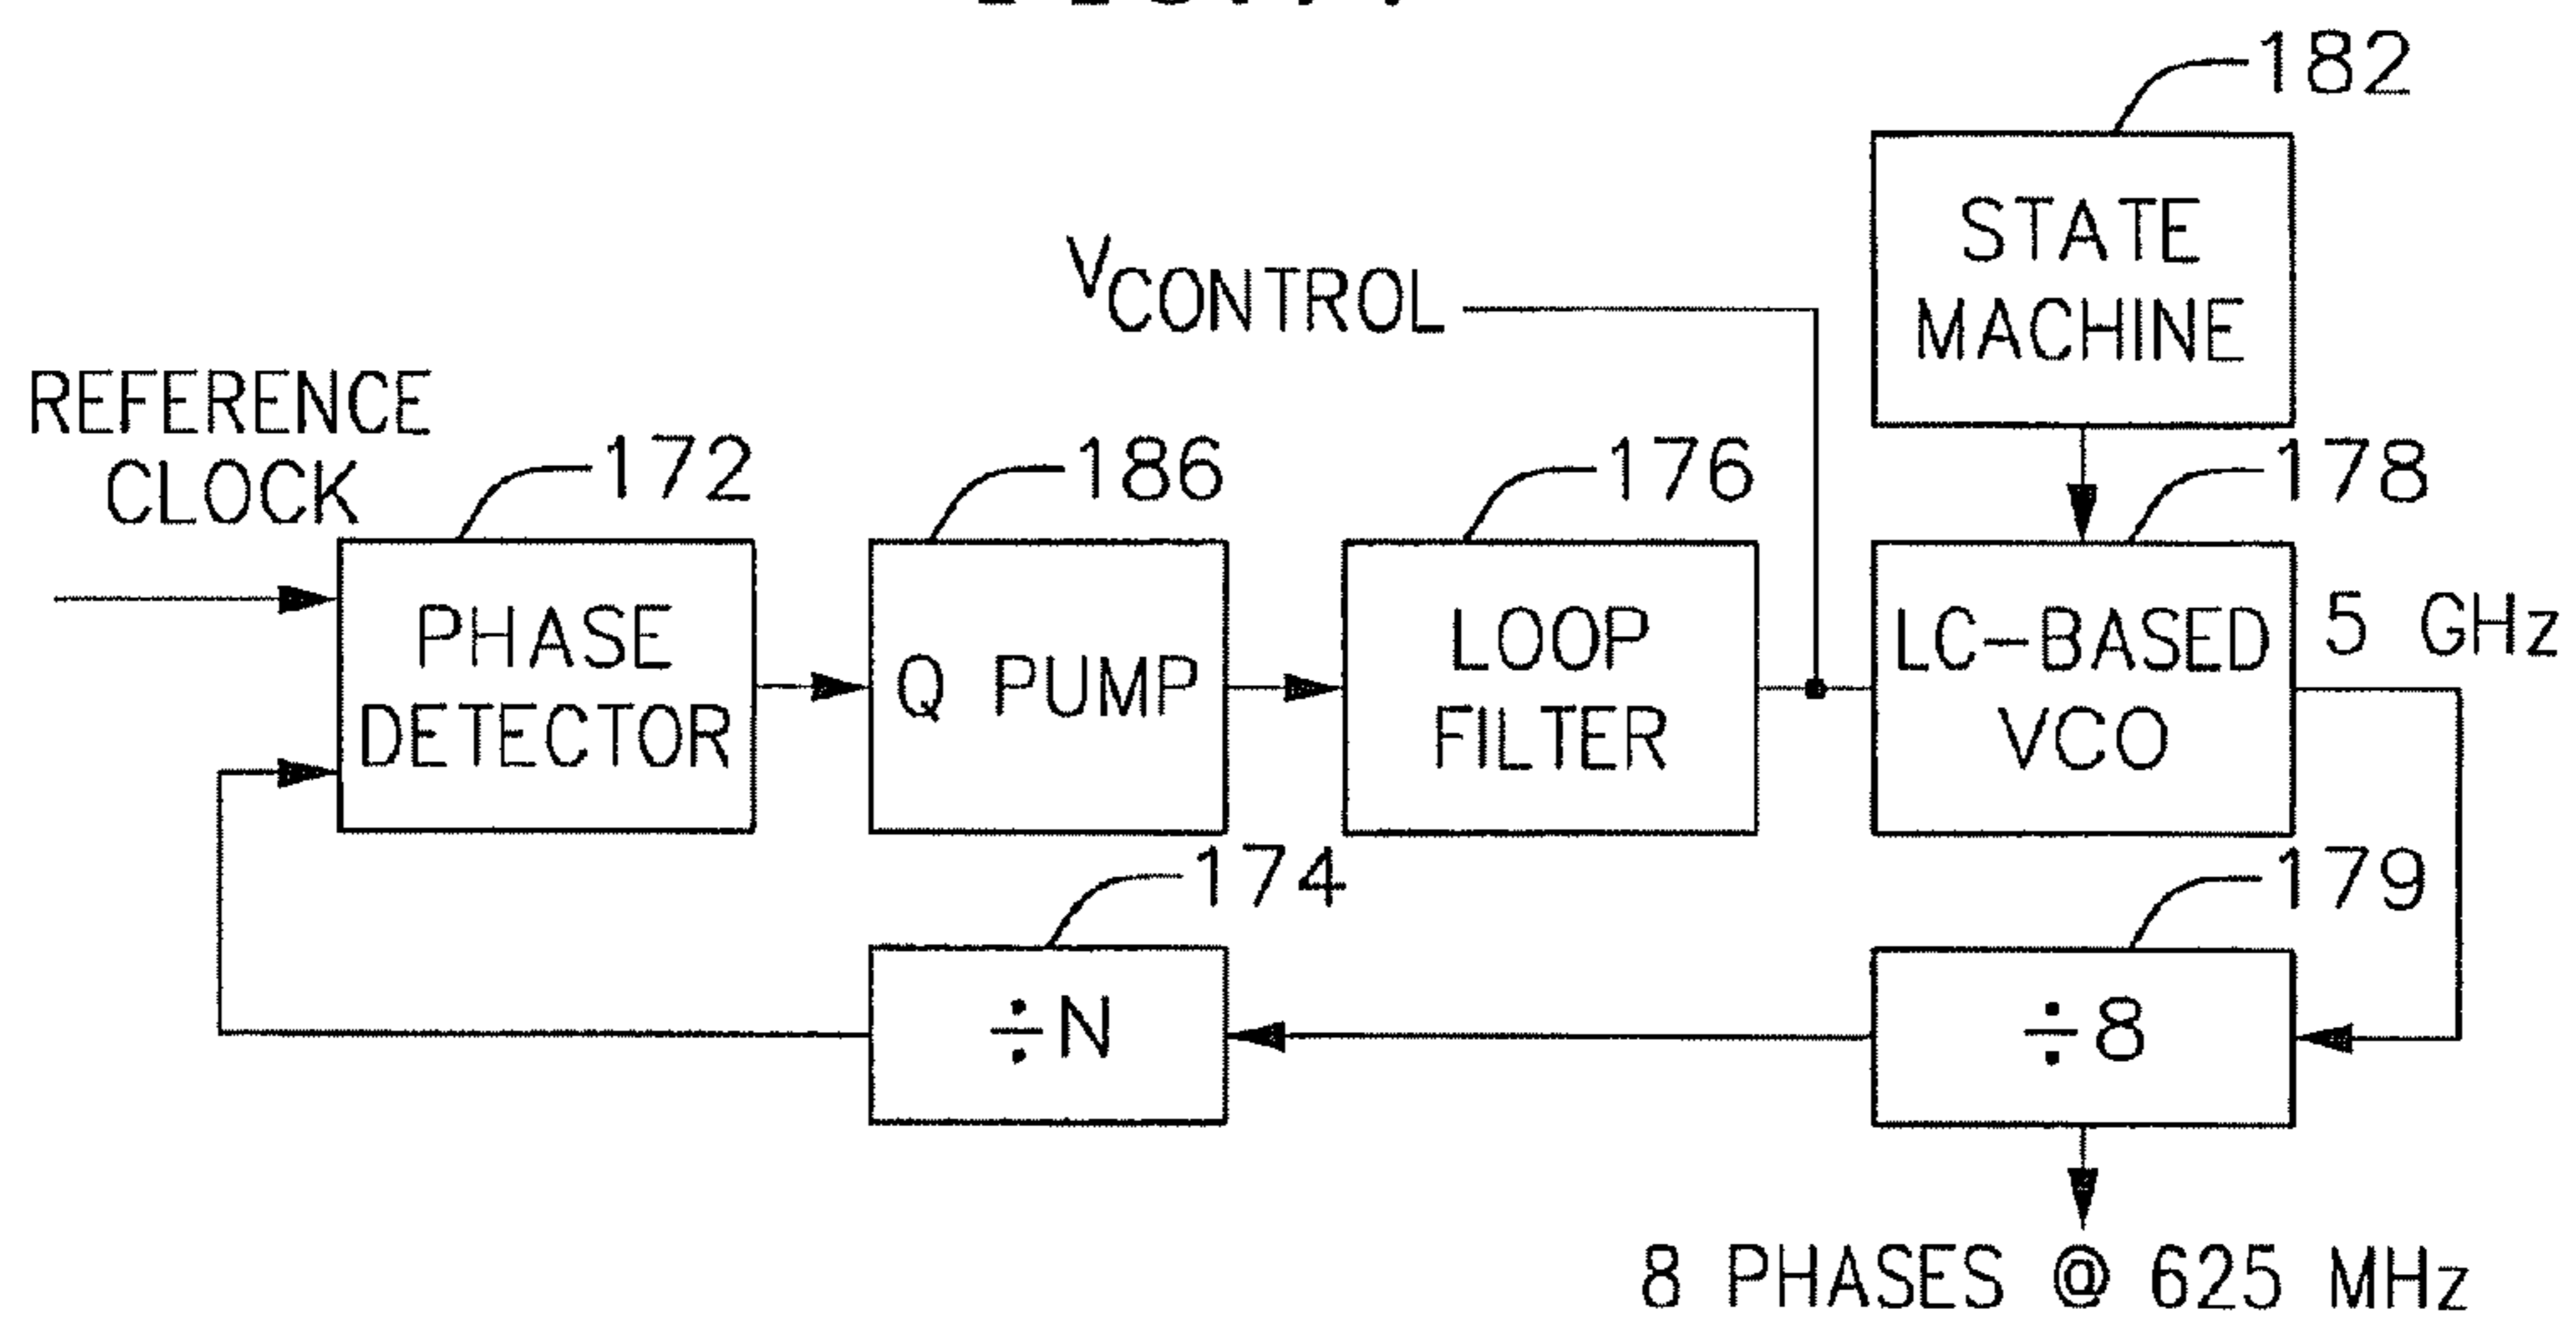 182
STATE
MACHINE
VCONTROL
REFERENCE
CLOCK
172
186
176
178
PHASE
DETECTOR
Q PUMP
LOOP
FILTER
LC-BASED
VCO
5 GHz
174
179
÷N
÷8
8 PHASES @ 625 MHz